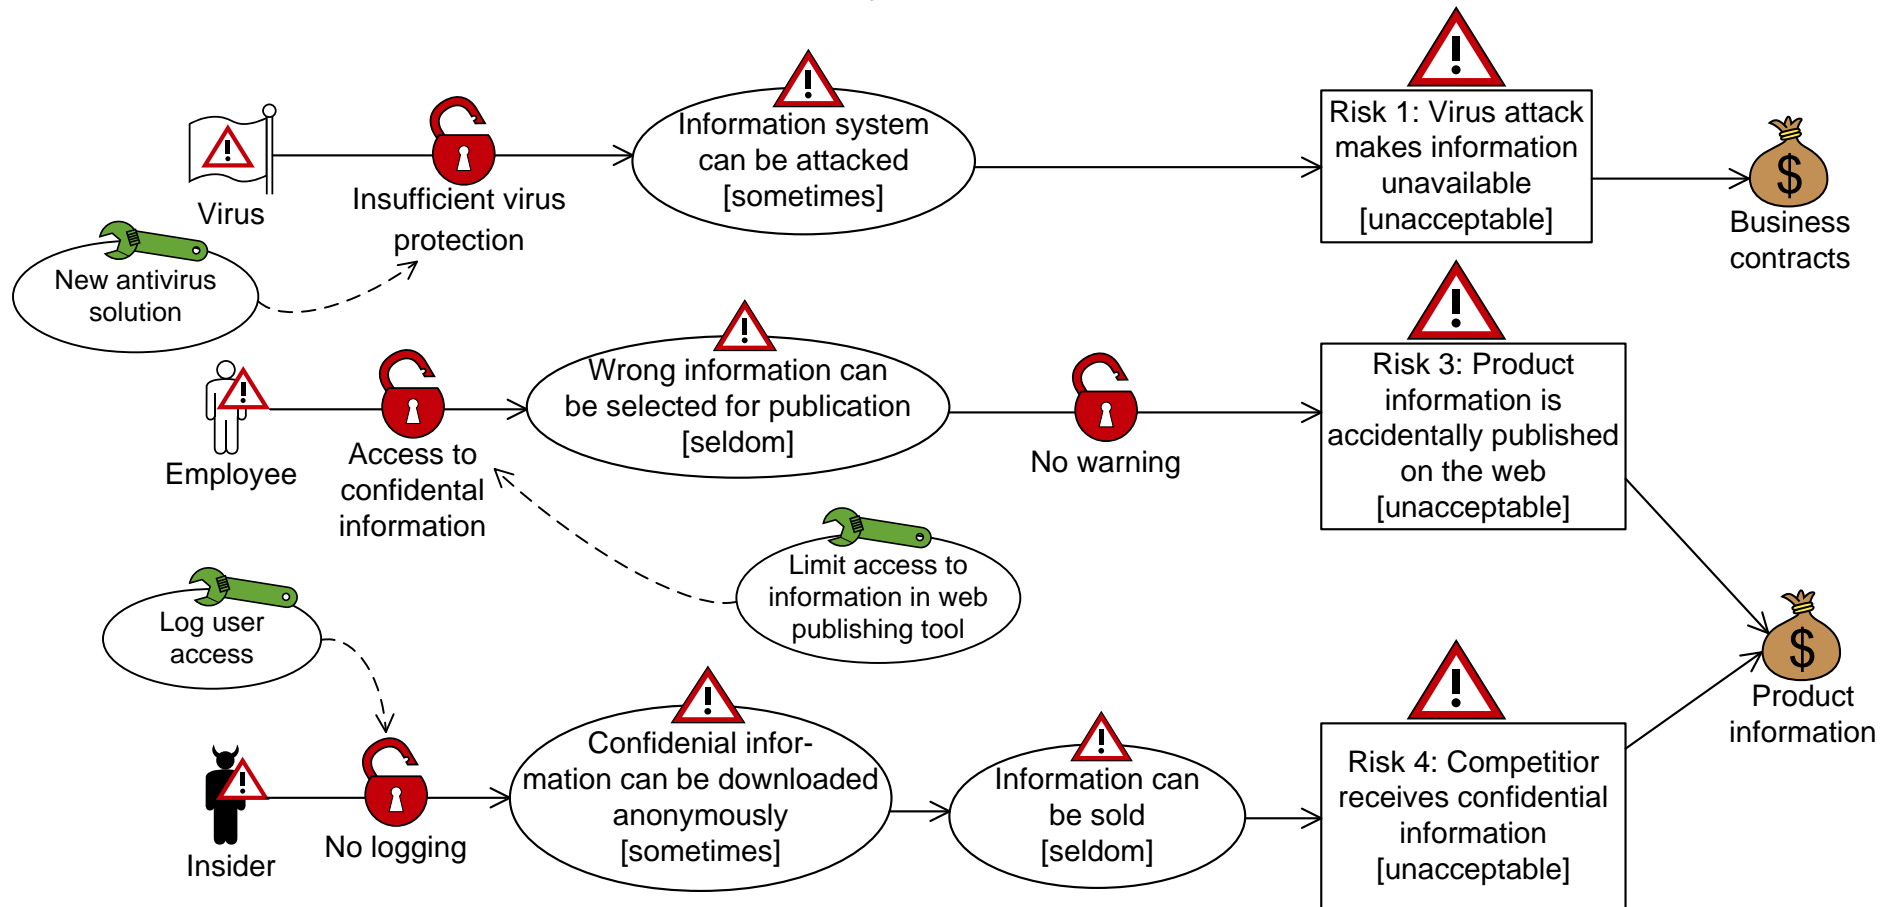 Information system
can be attacked
[sometimes]
Risk 1: Virus attack
makes information
unavailable
[unacceptable]
$
Business
contracts
Virus
Insufficient virus
protection
New antivirus
solution
Employee
Access to
confidental
information
Wrong information can
be selected for publication
[seldom]
No warning
Risk 3: Product
information is
accidentally published
on the web
[unacceptable]
Limit access to
information in web
publishing tool
Log user
access
$
Product
information
Insider
No logging
Confidenial infor-
mation can be downloaded
anonymously
[sometimes]
Information can
be sold
[seldom]
Risk 4: Competitior
receives confidential
information
[unacceptable]